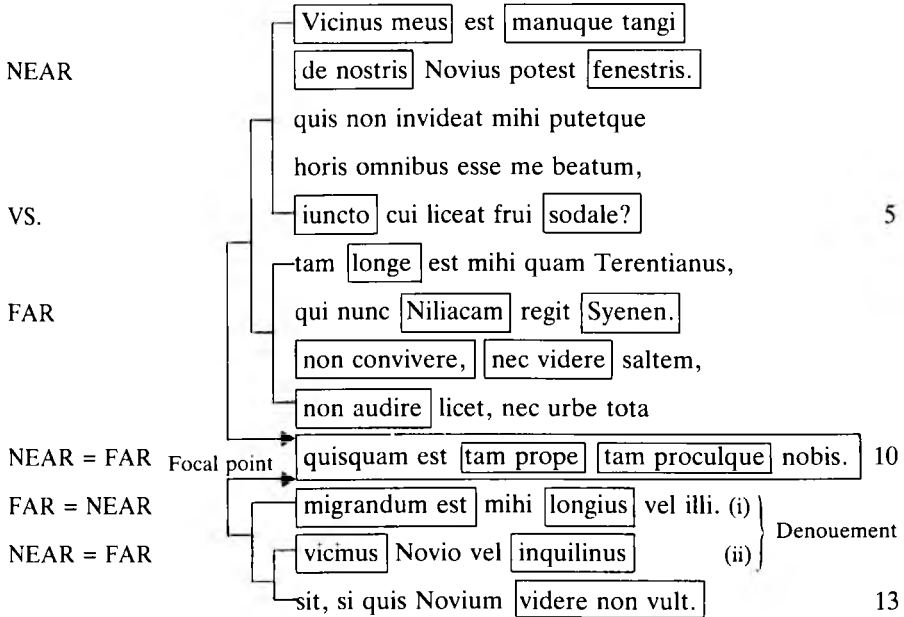 Vicinus meus est manuque tangi
NEAR de nostris Novius potest fenestris.
quis non invideat mihi putetque
horis omnibus esse me beatum,
VS. iuncto cui liceat frui sodale? 5
tam longe est mihi quam Terentianus,
FAR qui nunc Niliacam regit Syenen.
non convivere, nec videre saltem,
non audire licet, nec urbe tota
NEAR = FAR Focal point quisquam est tam prope tam proculque nobis. 10
FAR = NEAR migrandum est mihi longius vel illi. (i) Denouement
NEAR = FAR vicinus Novio vel inquilinus (ii)
sit, si quis Novium videre non vult. 13